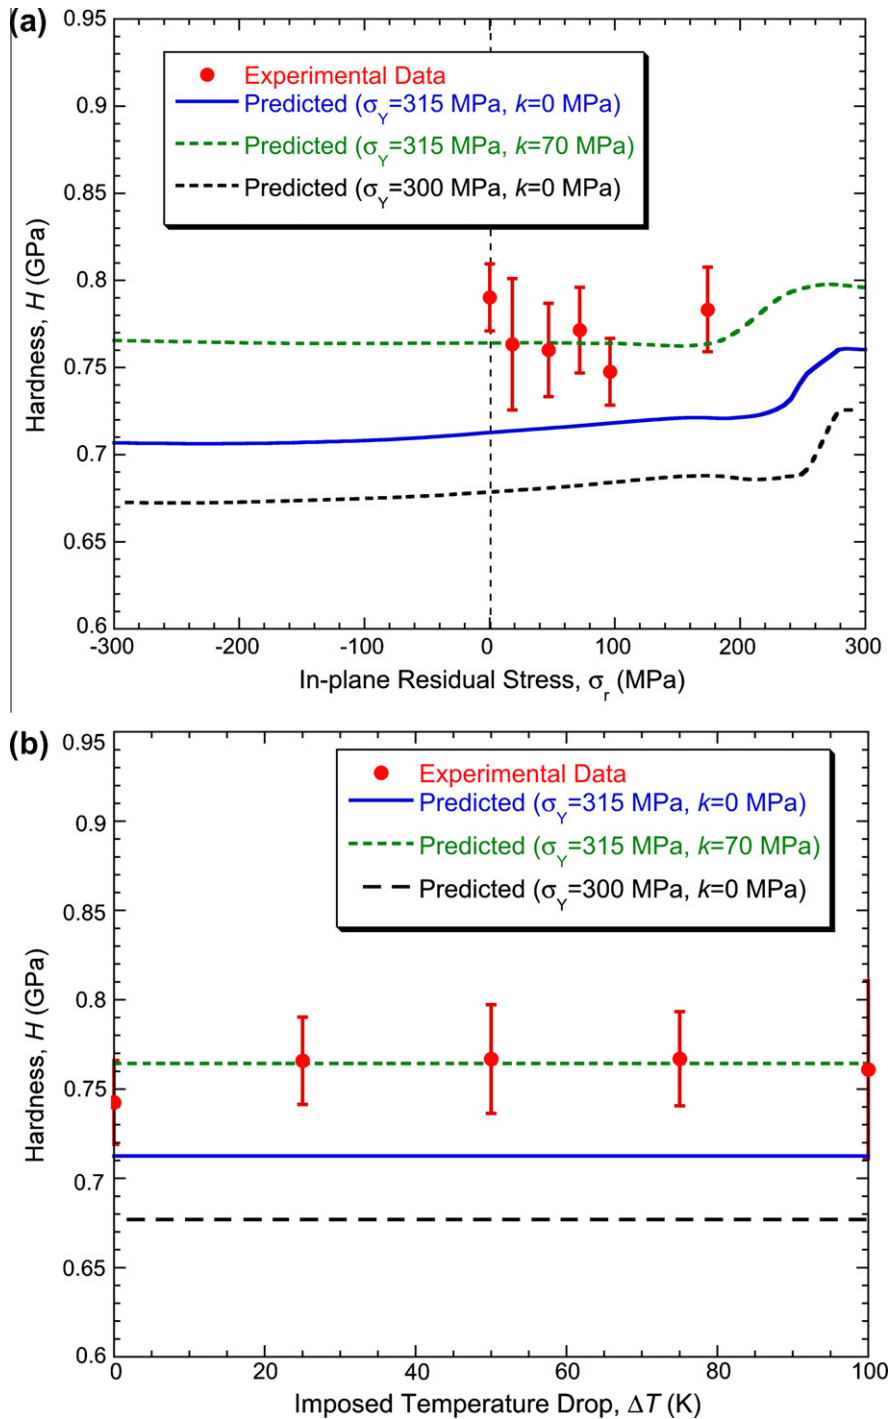 (a)
0.95
0.9
0.85
0.8
0.75
0.7
0.65
0.6
Hardness, H (GPa)
Experimental Data
Predicted (σY=315 MPa, k=0 MPa)
Predicted (σY=315 MPa, k=70 MPa)
Predicted (σY=300 MPa, k=0 MPa)
-300 -200 -100 0 100 200 300
In-plane Residual Stress, σr (MPa)
(b)
0.95
0.9
0.85
0.8
0.75
0.7
0.65
0.6
Hardness, H (GPa)
Experimental Data
Predicted (σY=315 MPa, k=0 MPa)
Predicted (σY=315 MPa, k=70 MPa)
Predicted (σY=300 MPa, k=0 MPa)
0 20 40 60 80 100
Imposed Temperature Drop, ΔT (K)